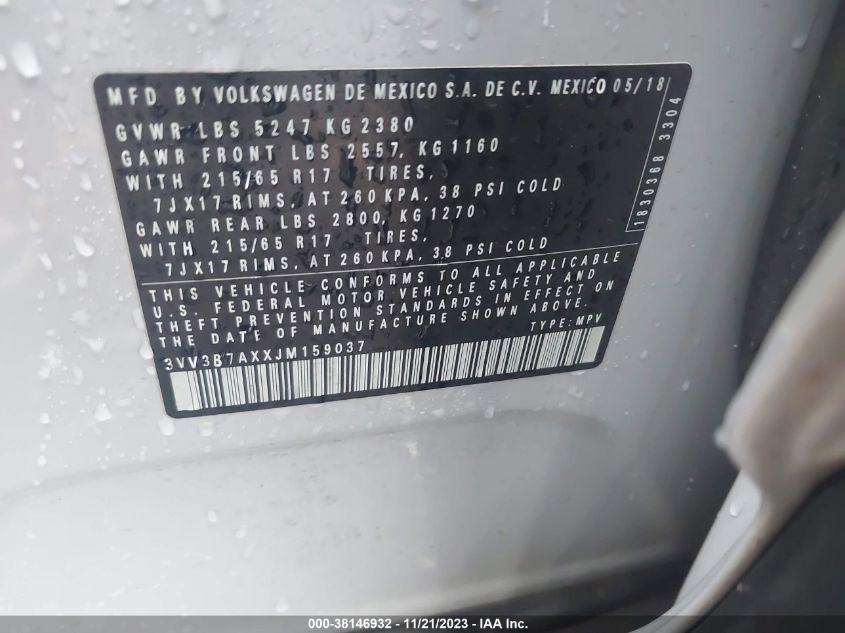 MFD BY VOLKSWAGEN DE MEXICO S.A. DE C.V. MEXICO 05/18
GVWR LBS 5247 KG 2380
GAWR FRONT LBS 2557, KG 1160
WITH 215/65 R17 TIRES,
7JX17 RIMS, AT 260 KPA, 38 PSI COLD
GAWR REAR LBS 2800, KG 1270
WITH 215/65 R17 TIRES,
7JX17 RIMS, AT 260 KPA, 38 PSI COLD
1830368 3304
THIS VEHICLE CONFORMS TO ALL APPLICABLE
U.S. FEDERAL MOTOR VEHICLE SAFETY AND
THEFT PREVENTION STANDARDS IN EFFECT ON
THE DATE OF MANUFACTURE SHOWN ABOVE.
3VV3B7AXXJM159037 TYPE: MPV
000-38146932 - 11/21/2023 - IAA Inc.